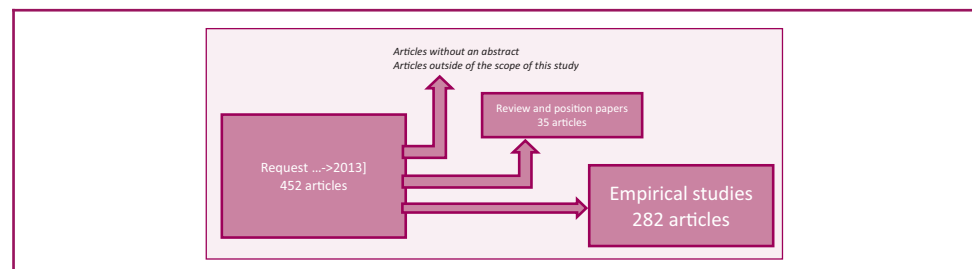 Articles without an abstract
Articles outside of the scope of this study
Review and position papers
35 articles
Request ...->2013]
452 articles
Empirical studies
282 articles